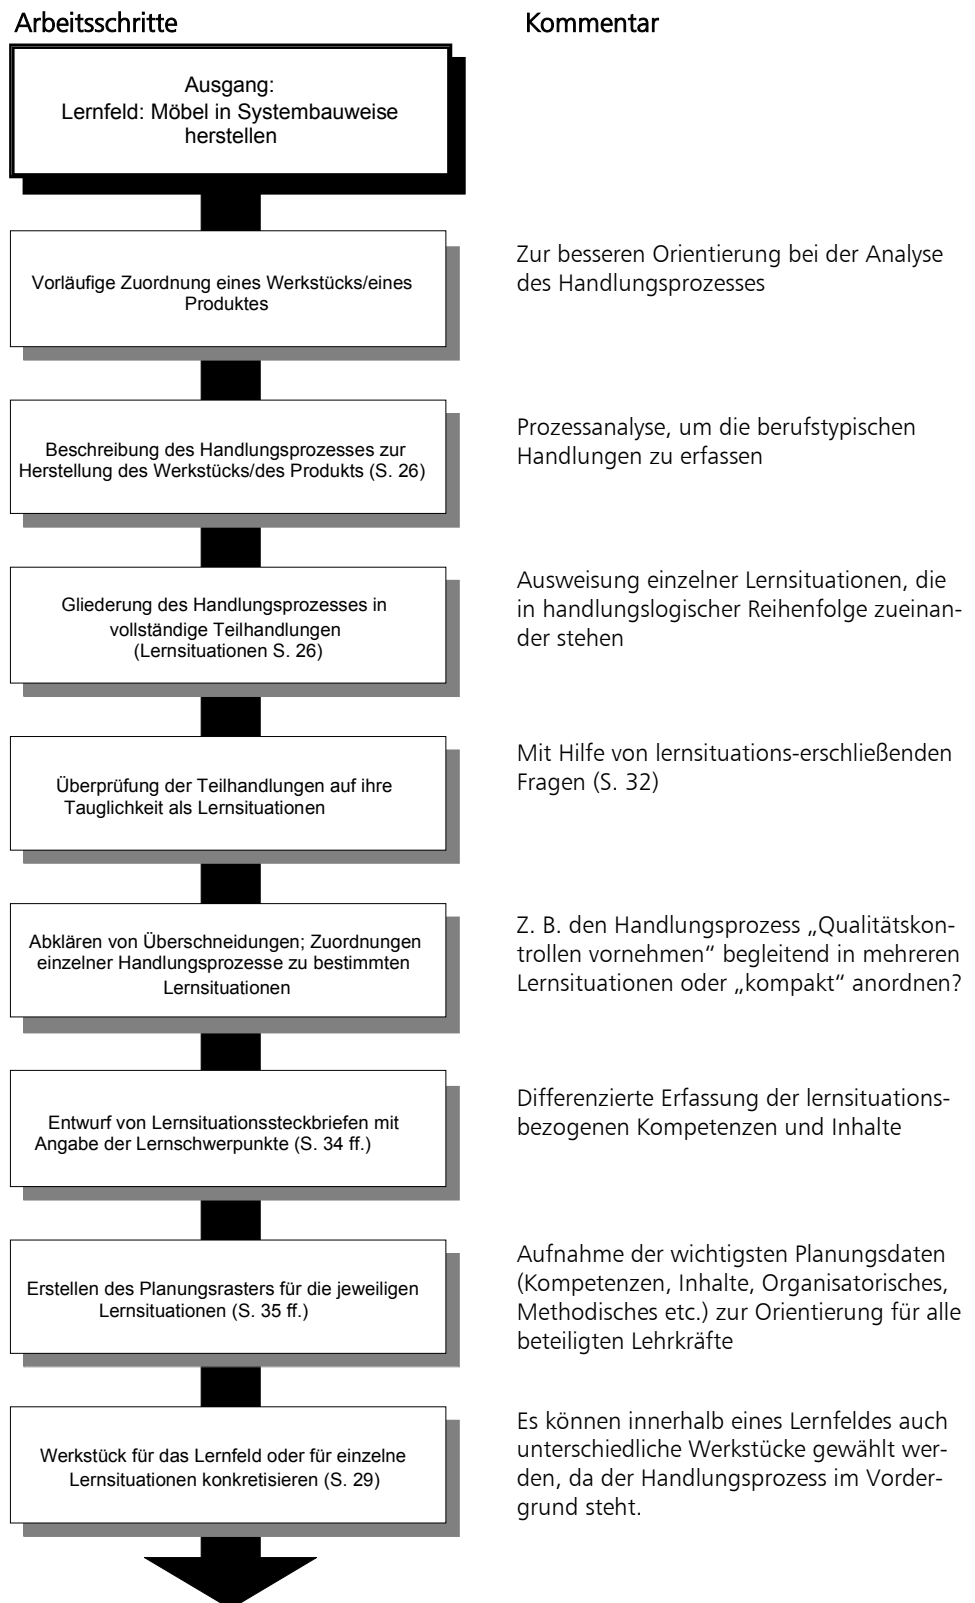 Arbeitsschritte
Kommentar
Ausgang:
Lernfeld: Möbel in Systembauweise
herstellen
Vorläufige Zuordnung eines Werkstücks/eines
Produktes
Zur besseren Orientierung bei der Analyse
des Handlungsprozesses
Beschreibung des Handlungsprozesses zur
Herstellung des Werkstücks/des Produkts (S. 26)
Prozessanalyse, um die berufstypischen
Handlungen zu erfassen
Gliederung des Handlungsprozesses in
vollständige Teilhandlungen
(Lernsituationen S. 26)
Ausweisung einzelner Lernsituationen, die
in handlungslogischer Reihenfolge zueinan-
der stehen
Überprüfung der Teilhandlungen auf ihre
Tauglichkeit als Lernsituationen
Mit Hilfe von lernsituations-erschließenden
Fragen (S. 32)
Abklären von Überschneidungen; Zuordnungen
einzelner Handlungsprozesse zu bestimmten
Lernsituationen
Z. B. den Handlungsprozess „Qualitätskon-
trollen vornehmen“ begleitend in mehreren
Lernsituationen oder „kompakt“ anordnen?
Entwurf von Lernsituationssteckbriefen mit
Angabe der Lernschwerpunkte (S. 34 ff.)
Differenzierte Erfassung der lernsituations-
bezogenen Kompetenzen und Inhalte
Erstellen des Planungsrasters für die jeweiligen
Lernsituationen (S. 35 ff.)
Aufnahme der wichtigsten Planungsdaten
(Kompetenzen, Inhalte, Organisatorisches,
Methodisches etc.) zur Orientierung für alle
beteiligten Lehrkräfte
Werkstück für das Lernfeld oder für einzelne
Lernsituationen konkretisieren (S. 29)
Es können innerhalb eines Lernfeldes auch
unterschiedliche Werkstücke gewählt wer-
den, da der Handlungsprozess im Vorder-
grund steht.